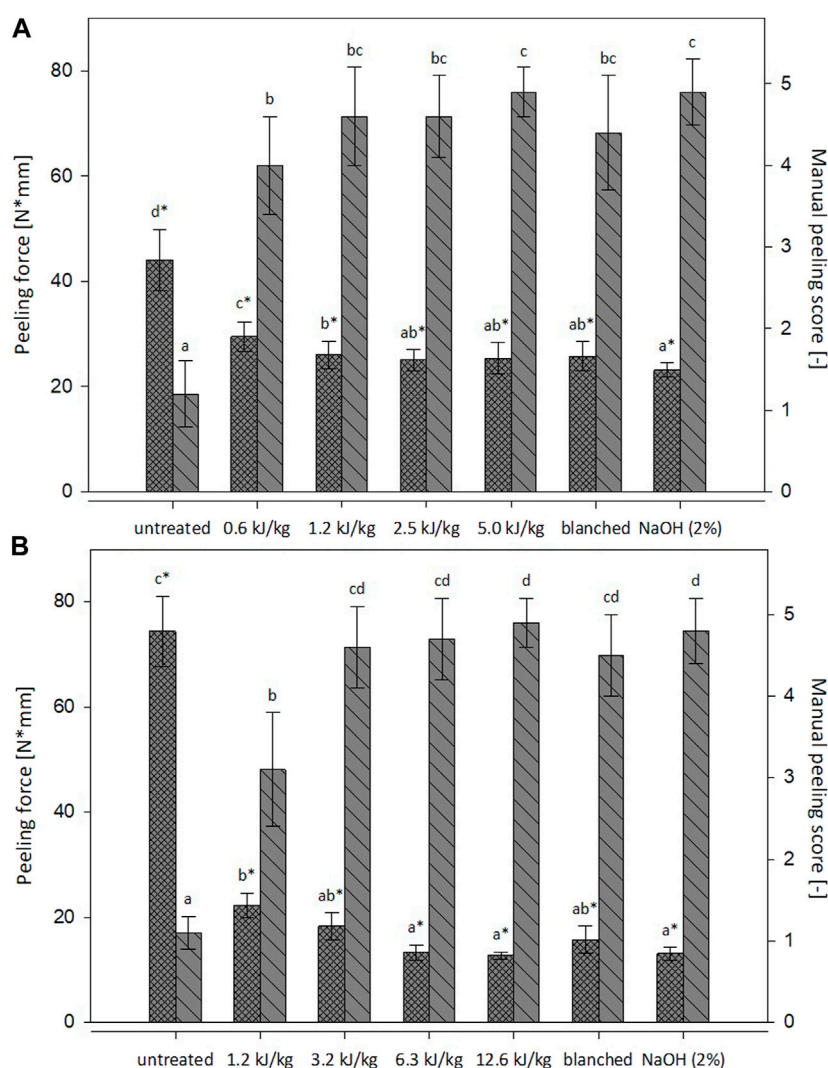 A
Peeling force [N*mm]
Manual peeling score [-]
80
60
40
20
0
5
4
3
2
1
0
d*
a
c*
b
b*
bc
ab*
bc
ab*
c
ab*
bc
a*
c
untreated 0.6 kJ/kg 1.2 kJ/kg 2.5 kJ/kg 5.0 kJ/kg blanched NaOH (2%)
B
Peeling force [N*mm]
Manual peeling score [-]
80
60
40
20
0
5
4
3
2
1
0
c*
a
b*
b
ab*
cd
a*
cd
a*
d
ab*
cd
a*
d
untreated 1.2 kJ/kg 3.2 kJ/kg 6.3 kJ/kg 12.6 kJ/kg blanched NaOH (2%)